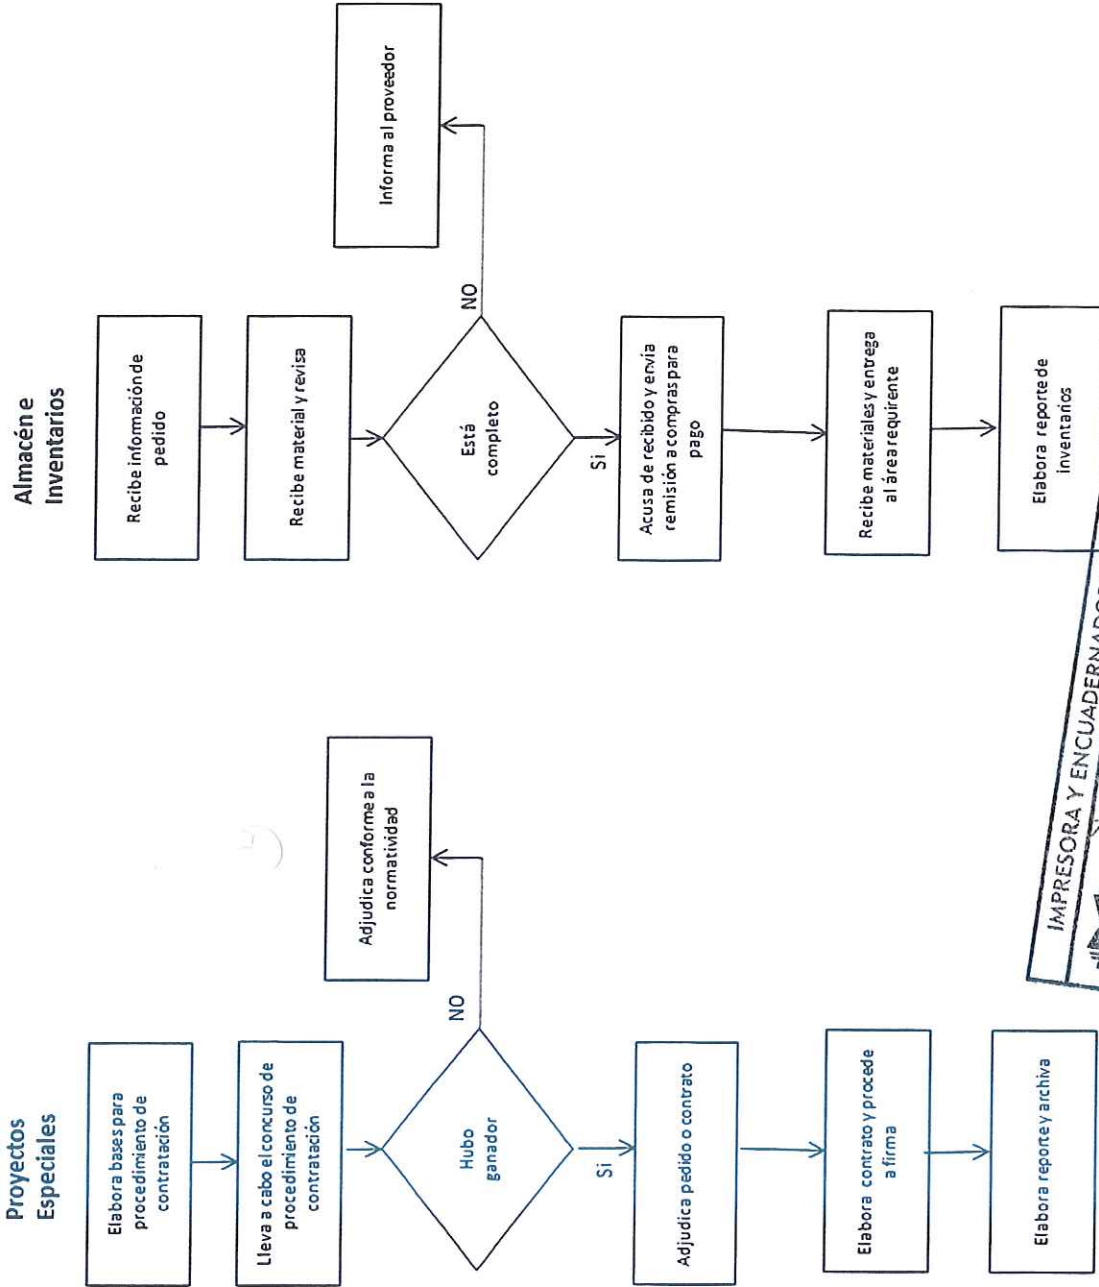 Proyectos
Especiales
Elabora bases para
procedimiento de
contratación
Lleva a cabo el concurso de
procedimiento de
contratación
Hubo
ganador
NO
Adjudica conforme a la
normatividad
Si
Adjudica pedido o contrato
Elabora contrato y procede
a firma
Elabora reporte y archiva
Almacén e
Inventarios
Recibe información de
pedido
Recibe material y revisa
Está
completo
NO
Informa al proveedor
Si
Acusa de recibido y envía
remisión a compras para
pago
Recibe materiales y entrega
al área requirente
Elabora reporte de
inventarios
IMPRESORA Y